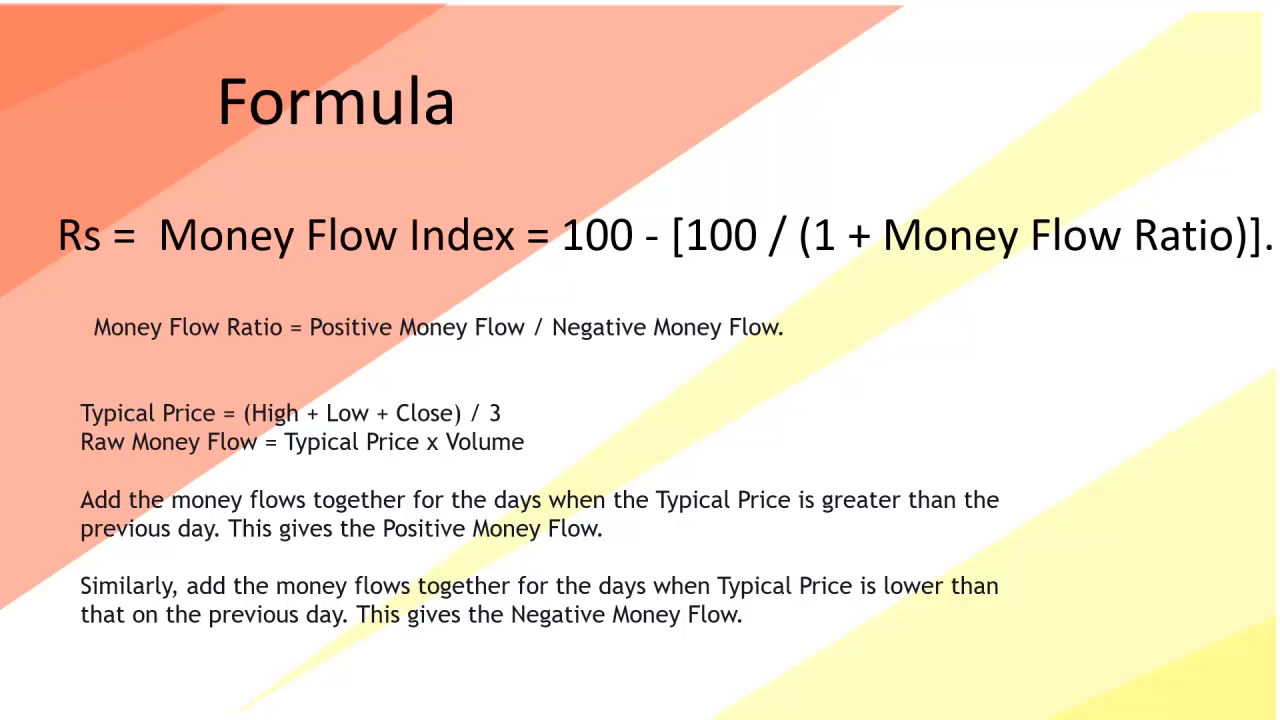 Formula
Rs = Money Flow Index = 100 - [100 / (1 + Money Flow Ratio)].
Money Flow Ratio = Positive Money Flow / Negative Money Flow.
Typical Price = (High + Low + Close) / 3
Raw Money Flow = Typical Price x Volume
Add the money flows together for the days when the Typical Price is greater than the
previous day. This gives the Positive Money Flow.
Similarly, add the money flows together for the days when Typical Price is lower than
that on the previous day. This gives the Negative Money Flow.